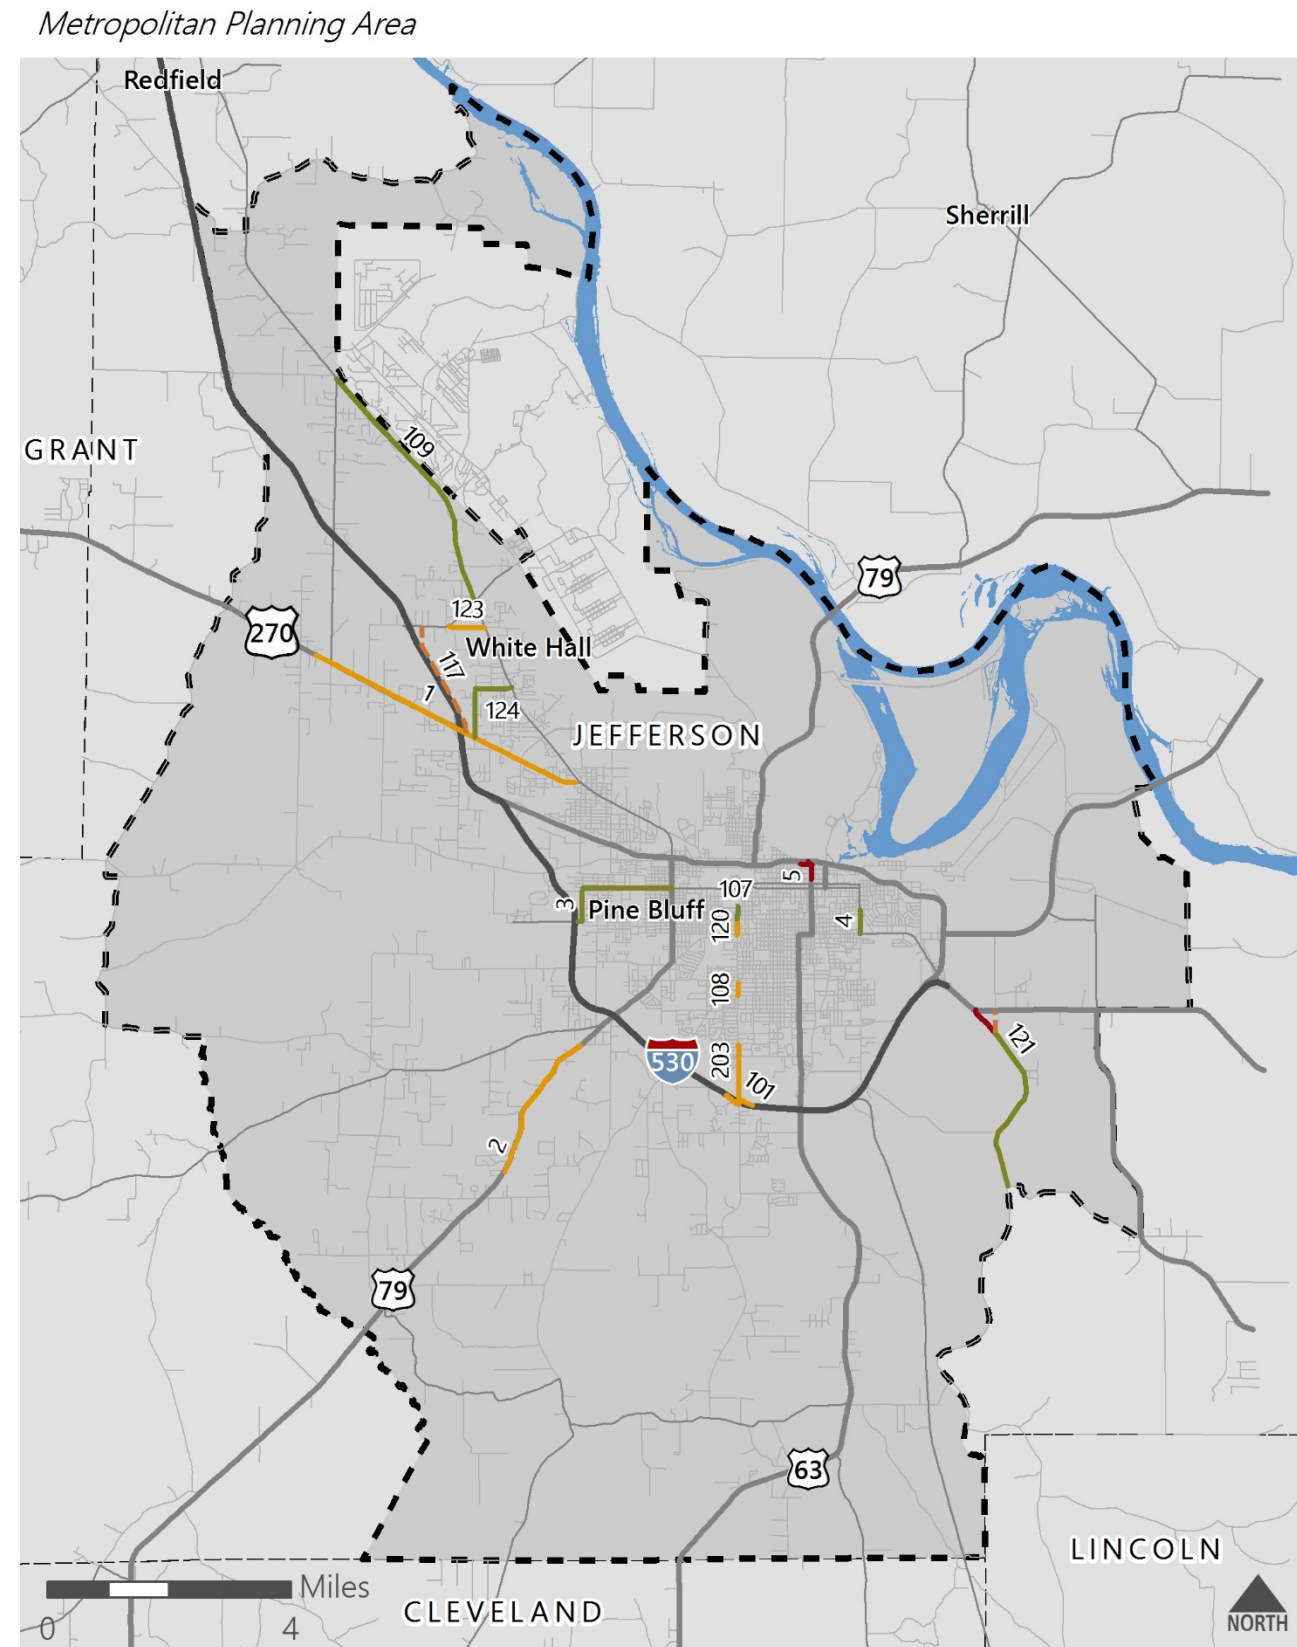 Metropolitan Planning Area
Redfield
Sherrill
109
GRANT
79
123
270
White Hall
117
1
124
JEFFERSON
5
107
3
Pine Bluff
120
4
108
121
203
530
101
2
79
63
LINCOLN
Miles
0
4
CLEVELAND
NORTH